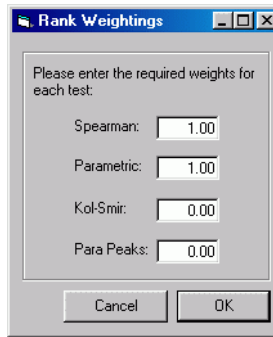 Rank Weightings
Please enter the required weights for
each test:
Spearman: 1.00
Parametric: 1.00
Kol-Smir: 0.00
Para Peaks: 0.00
Cancel OK